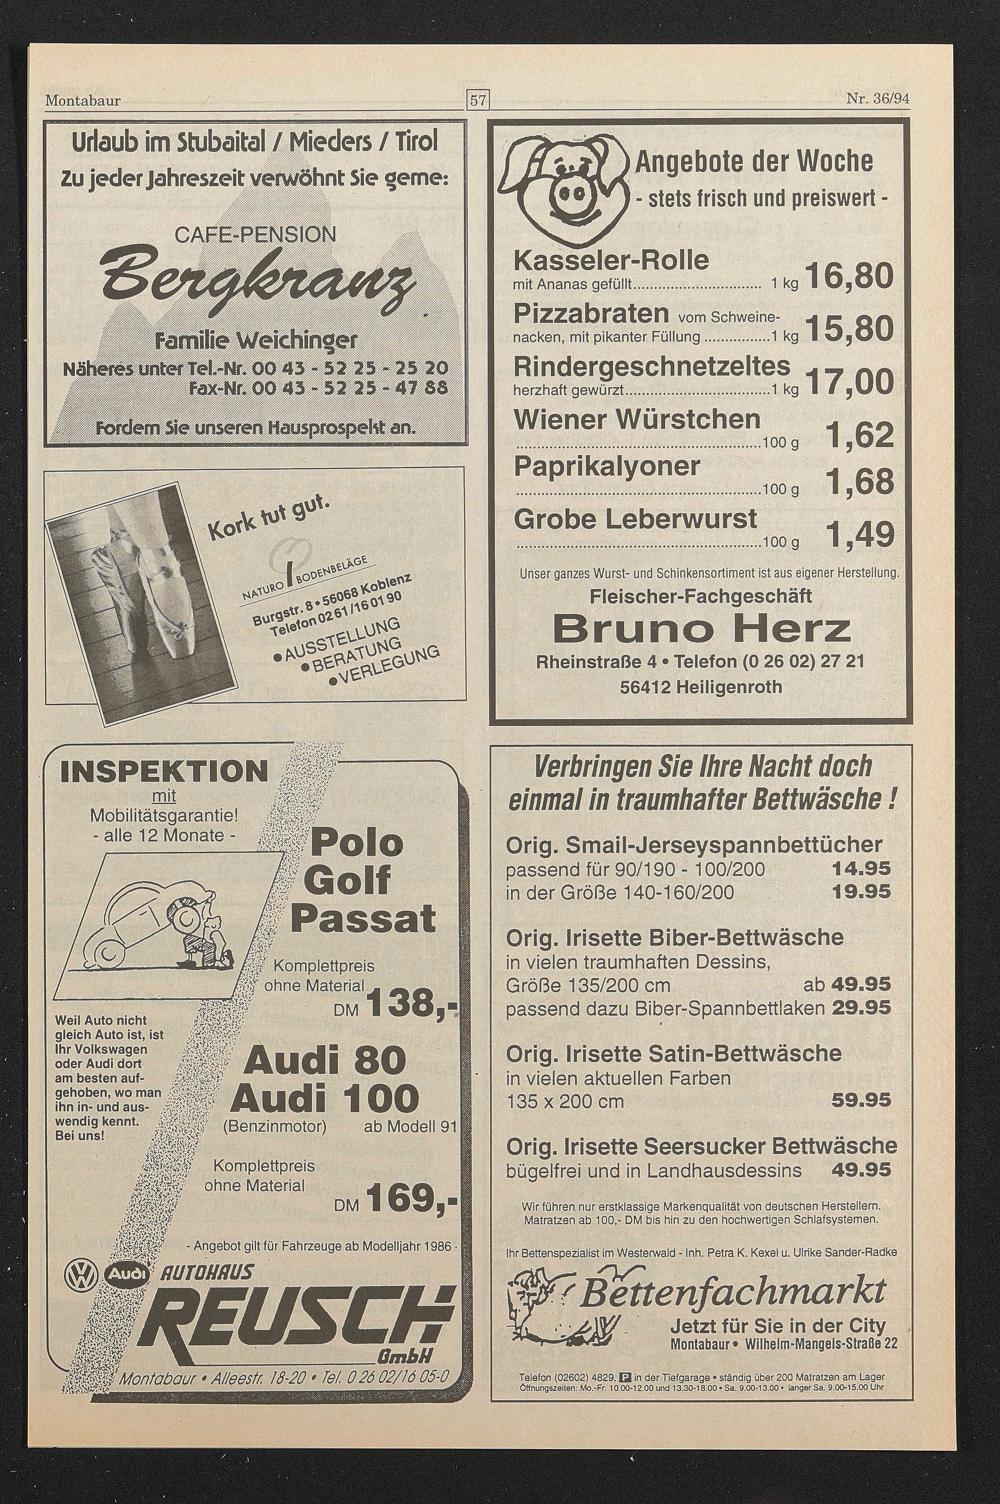 Montabaur
57
Nr. 36/94
Urlaub im Stubaital / Mieders / Tirol
Zu jeder Jahreszeit verwöhnt Sie gerne:
CAFE-PENSION
Bergkranz
Familie Weichinger
Näheres unter Tel.-Nr. 00 43 - 52 25 - 25 20
Fax-Nr. 00 43 - 52 25 - 47 88
Fordern Sie unseren Hausprospekt an.
Kork tut gut.
NATURO BODENBELÄGE
Burgstr. 8 • 56068 Koblenz
Telefon 02 61 / 16 01 90
• AUSSTELLUNG
• BERATUNG
• VERLEGUNG
INSPEKTION
mit
Mobilitätsgarantie!
- alle 12 Monate -
Polo
Golf
Passat
Komplettpreis
ohne Material
DM 138,-
Weil Auto nicht
gleich Auto ist, ist
Ihr Volkswagen
oder Audi dort
am besten auf-
gehoben, wo man
ihn in- und aus-
wendig kennt.
Bei uns!
Audi 80
Audi 100
(Benzinmotor) ab Modell 91
Komplettpreis
ohne Material
DM 169,-
- Angebot gilt für Fahrzeuge ab Modelljahr 1986 -
VW Audi AUTOHAUS
REUSCH
GmbH
Montabaur • Alleestr. 18-20 • Tel. 0 26 02/16 05-0
Angebote der Woche
- stets frisch und preiswert -
Kasseler-Rolle
mit Ananas gefüllt.............................. 1 kg 16,80
Pizzabraten vom Schweine-
nacken, mit pikanter Füllung ................1 kg 15,80
Rindergeschnetzeltes
herzhaft gewürzt..................................1 kg 17,00
Wiener Würstchen
.........................................................100 g 1,62
Paprikalyoner
.........................................................100 g 1,68
Grobe Leberwurst
.........................................................100 g 1,49
Unser ganzes Wurst- und Schinkensortiment ist aus eigener Herstellung.
Fleischer-Fachgeschäft
Bruno Herz
Rheinstraße 4 • Telefon (0 26 02) 27 21
56412 Heiligenroth
Verbringen Sie Ihre Nacht doch
einmal in traumhafter Bettwäsche !
Orig. Smail-Jerseyspannbettücher
passend für 90/190 - 100/200 14.95
in der Größe 140-160/200 19.95
Orig. Irisette Biber-Bettwäsche
in vielen traumhaften Dessins,
Größe 135/200 cm ab 49.95
passend dazu Biber-Spannbettlaken 29.95
Orig. Irisette Satin-Bettwäsche
in vielen aktuellen Farben
135 x 200 cm 59.95
Orig. Irisette Seersucker Bettwäsche
bügelfrei und in Landhausdessins 49.95
Wir führen nur erstklassige Markenqualität von deutschen Herstellern.
Matratzen ab 100,- DM bis hin zu den hochwertigen Schlafsystemen.
Ihr Bettenspezialist im Westerwald - Inh. Petra K. Kexel u. Ulrike Sander-Radke
Bettenfachmarkt
Jetzt für Sie in der City
Montabaur • Wilhelm-Mangels-Straße 22
Telefon (02602) 4829, P in der Tiefgarage • ständig über 200 Matratzen am Lager
Öffnungszeiten: Mo.-Fr. 10.00-12.00 und 13.30-18.00 • Sa. 9.00-13.00 • langer Sa. 9.00-15.00 Uhr